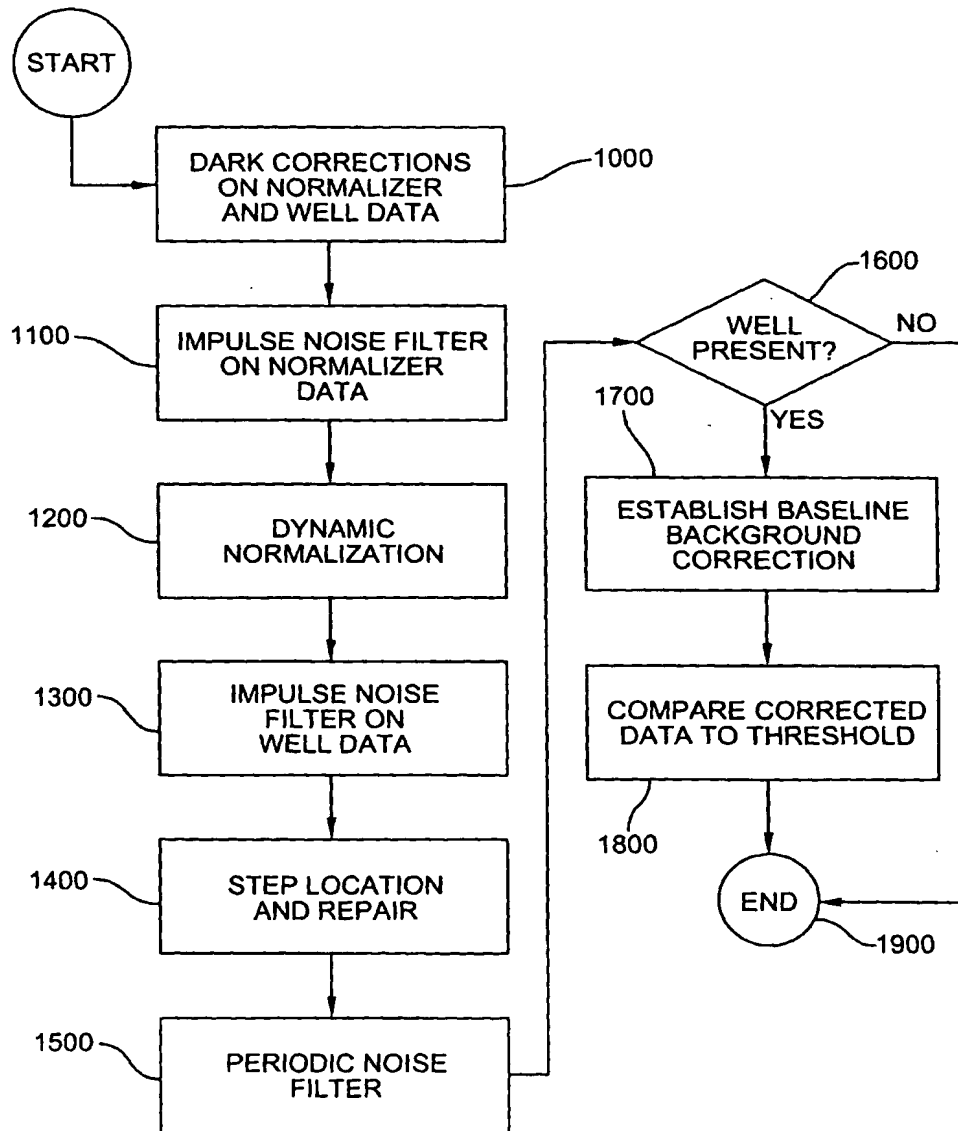 START
DARK CORRECTIONS
ON NORMALIZER
AND WELL DATA
1000
1100
IMPULSE NOISE FILTER
ON NORMALIZER
DATA
1200
DYNAMIC
NORMALIZATION
1300
IMPULSE NOISE
FILTER ON
WELL DATA
1400
STEP LOCATION
AND REPAIR
1500
PERIODIC NOISE
FILTER
1600
WELL
PRESENT?
NO
YES
1700
ESTABLISH BASELINE
BACKGROUND
CORRECTION
COMPARE CORRECTED
DATA TO THRESHOLD
1800
END
1900